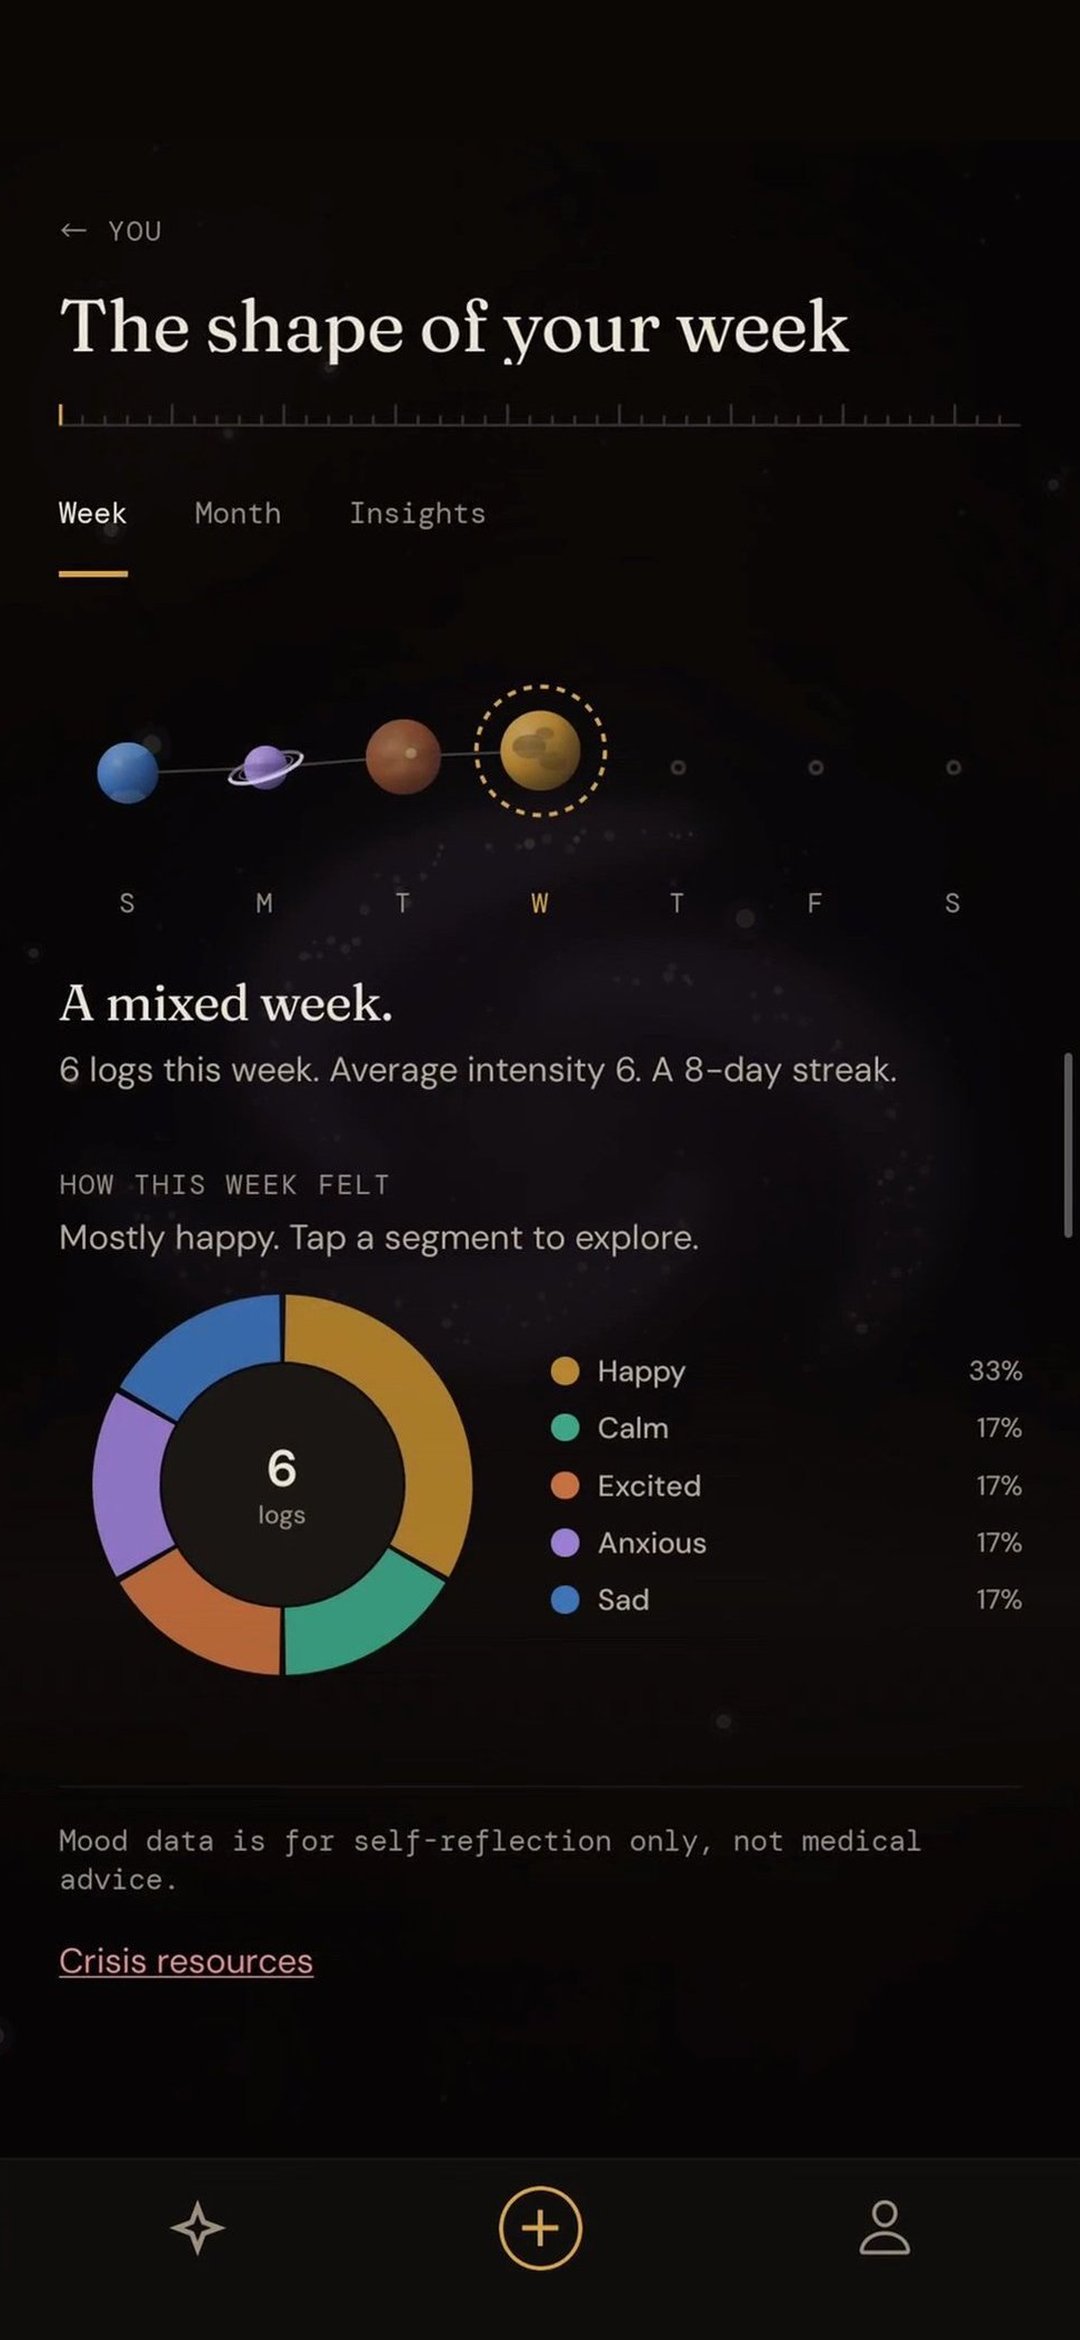 ← YOU
The shape of your week
Week Month Insights
S M T W T F S
A mixed week.
6 logs this week. Average intensity 6. A 8-day streak.
HOW THIS WEEK FELT
Mostly happy. Tap a segment to explore.
6
logs
Happy 33%
Calm 17%
Excited 17%
Anxious 17%
Sad 17%
Mood data is for self-reflection only, not medical
advice.
Crisis resources